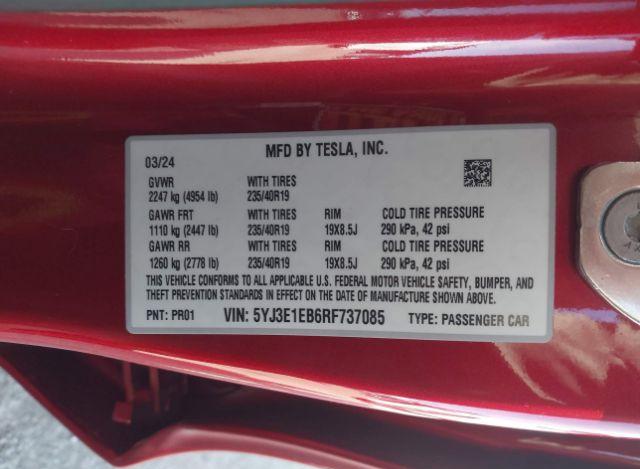 MFD BY TESLA, INC.
03/24
GVWR WITH TIRES
2247 kg (4954 lb) 235/40R19
GAWR FRT WITH TIRES RIM COLD TIRE PRESSURE
1110 kg (2447 lb) 235/40R19 19X8.5J 290 kPa, 42 psi
GAWR RR WITH TIRES RIM COLD TIRE PRESSURE
1260 kg (2778 lb) 235/40R19 19X8.5J 290 kPa, 42 psi
THIS VEHICLE CONFORMS TO ALL APPLICABLE U.S. FEDERAL MOTOR VEHICLE SAFETY, BUMPER, AND
THEFT PREVENTION STANDARDS IN EFFECT ON THE DATE OF MANUFACTURE SHOWN ABOVE.
PNT: PR01 VIN: 5YJ3E1EB6RF737085 TYPE: PASSENGER CAR